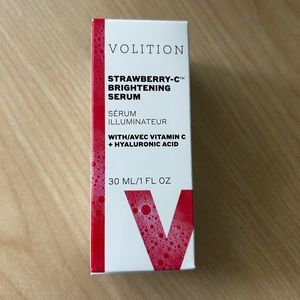 VOLITION
STRAWBERRY-C™
BRIGHTENING
SERUM
SÉRUM
ILLUMINATEUR
WITH/AVEC VITAMIN C
+ HYALURONIC ACID
30 ML/1 FL OZ
V